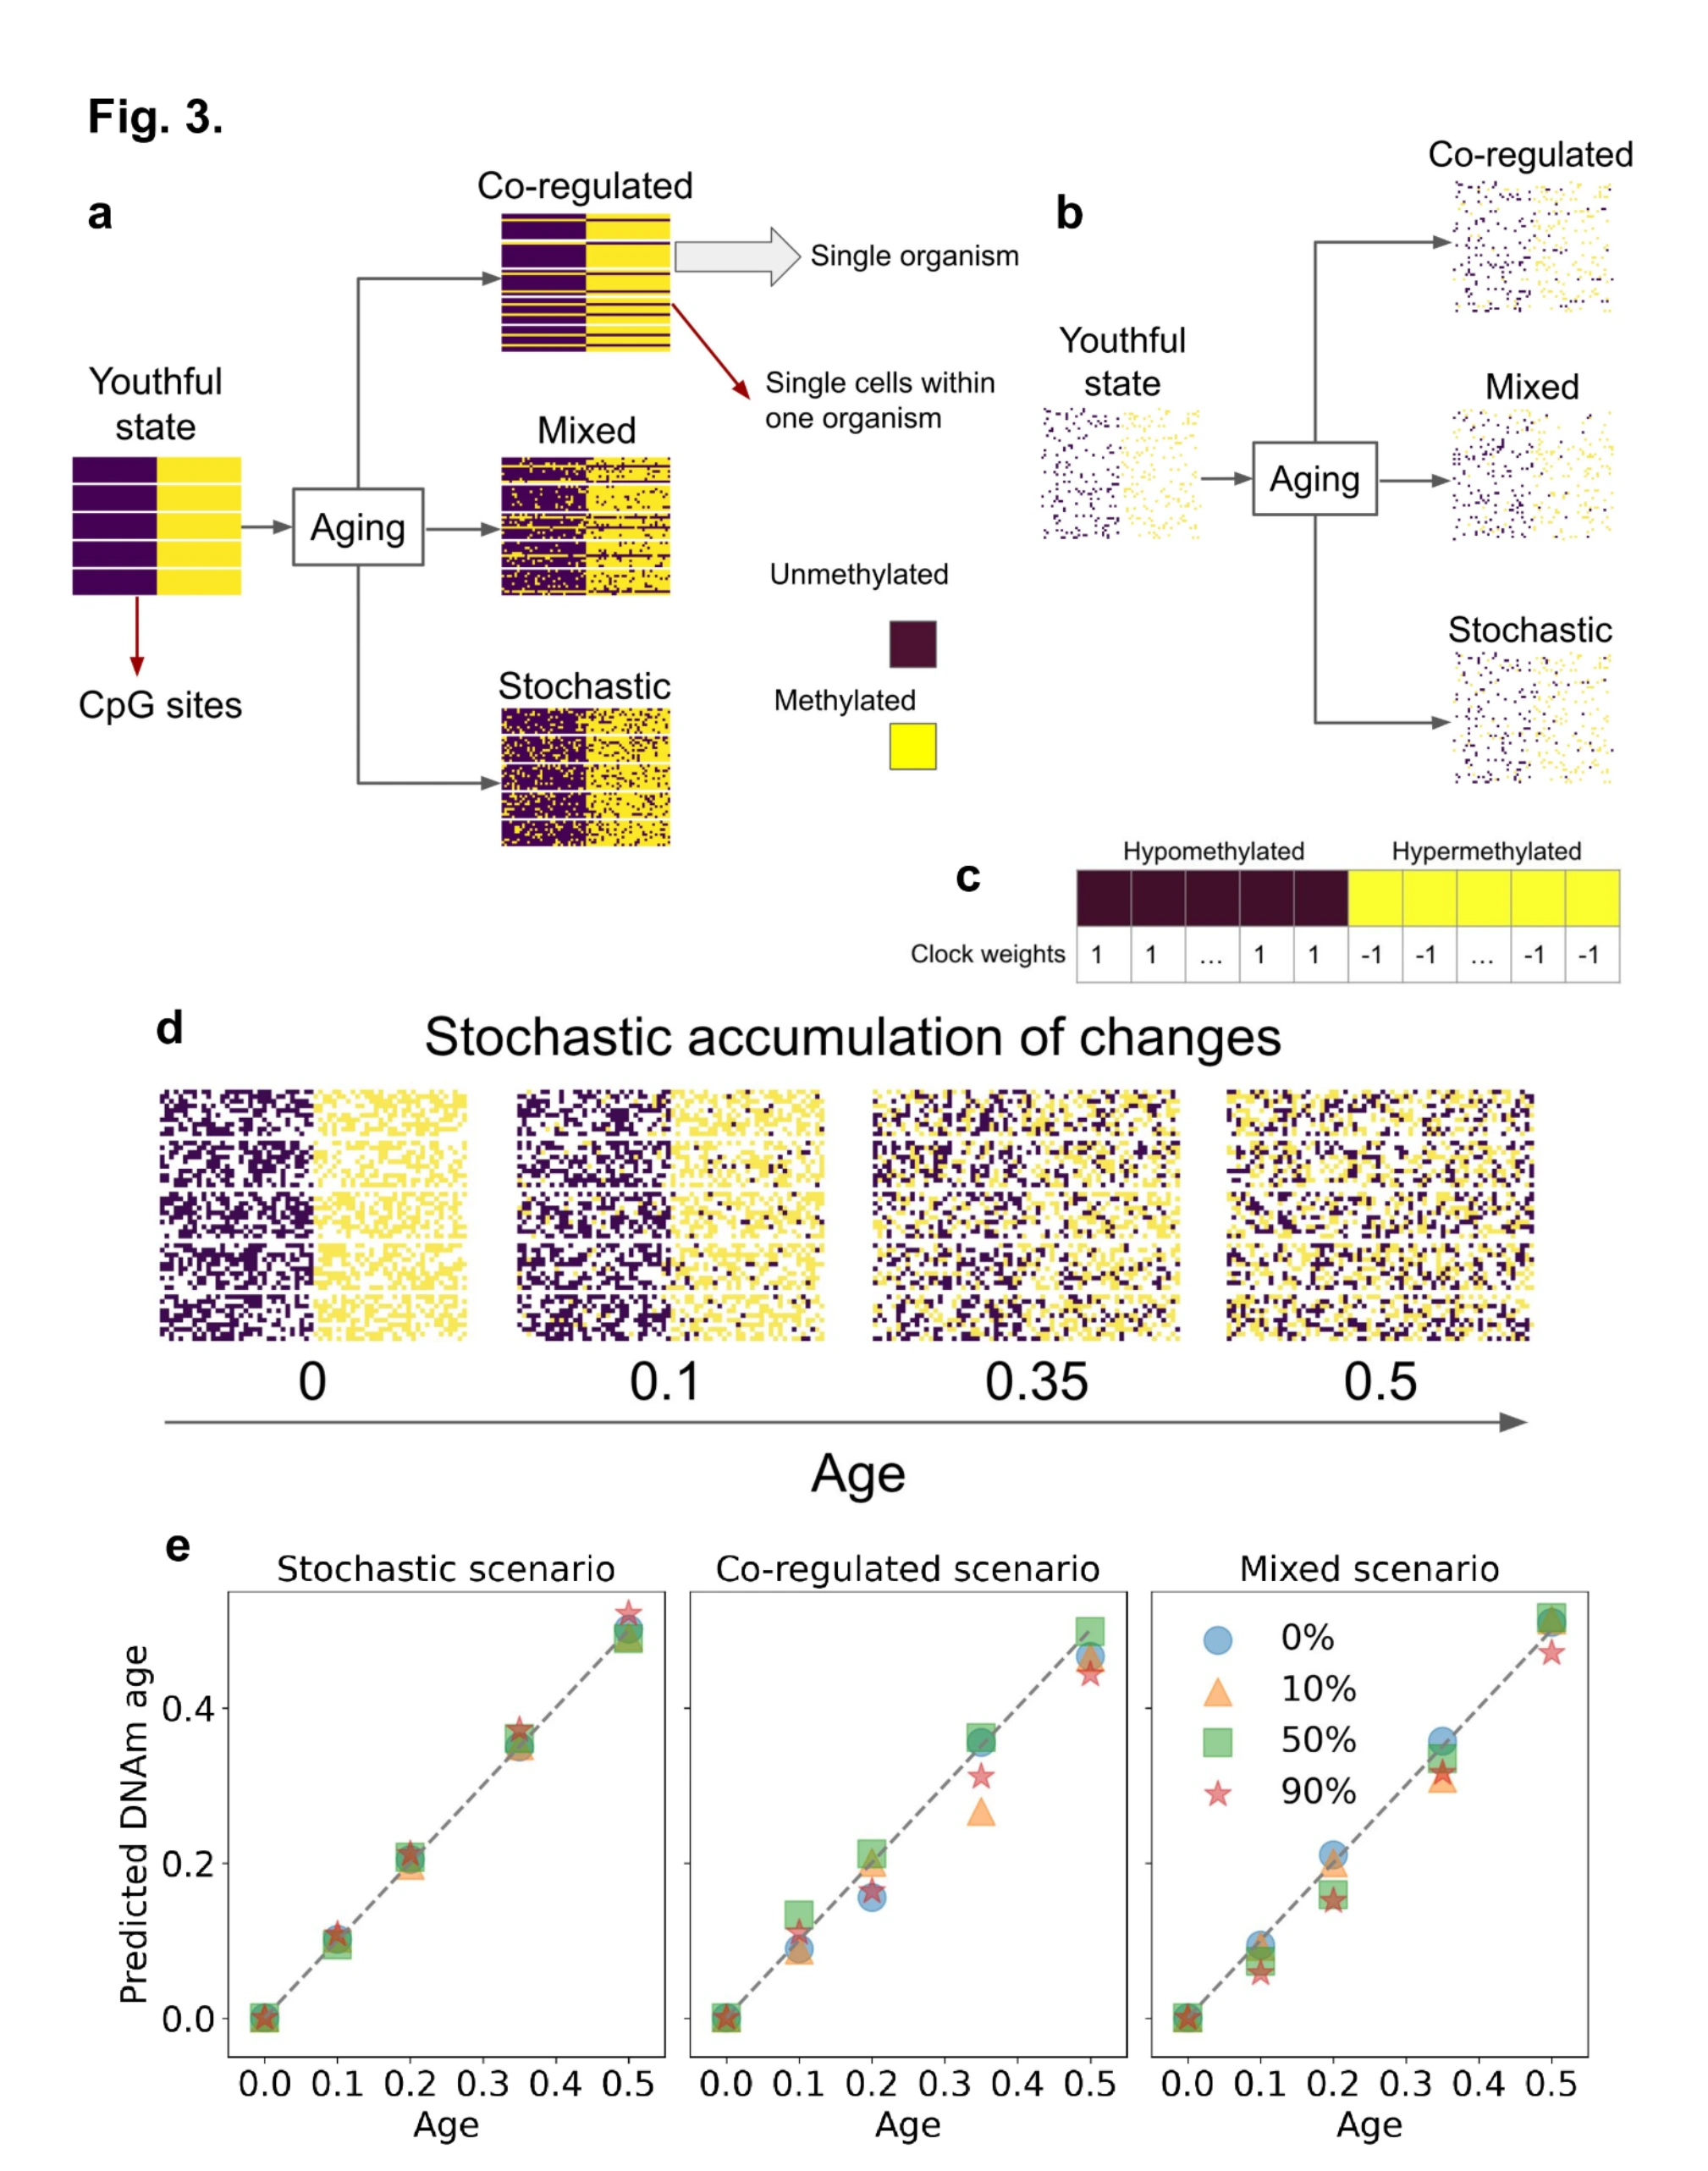 Fig. 3.
a
Co-regulated
Single organism
Single cells within
one organism
Youthful
state
Aging
Mixed
CpG sites
Stochastic
Unmethylated
Methylated
b
Co-regulated
Youthful
state
Aging
Mixed
Stochastic
c
Hypomethylated Hypermethylated
Clock weights 1 1 ... 1 1 -1 -1 ... -1 -1
d
Stochastic accumulation of changes
0 0.1 0.35 0.5
Age
e
Stochastic scenario Co-regulated scenario Mixed scenario
Predicted DNAm age
0.4
0.2
0.0
0%
10%
50%
90%
0.0 0.1 0.2 0.3 0.4 0.5 0.0 0.1 0.2 0.3 0.4 0.5 0.0 0.1 0.2 0.3 0.4 0.5
Age Age Age